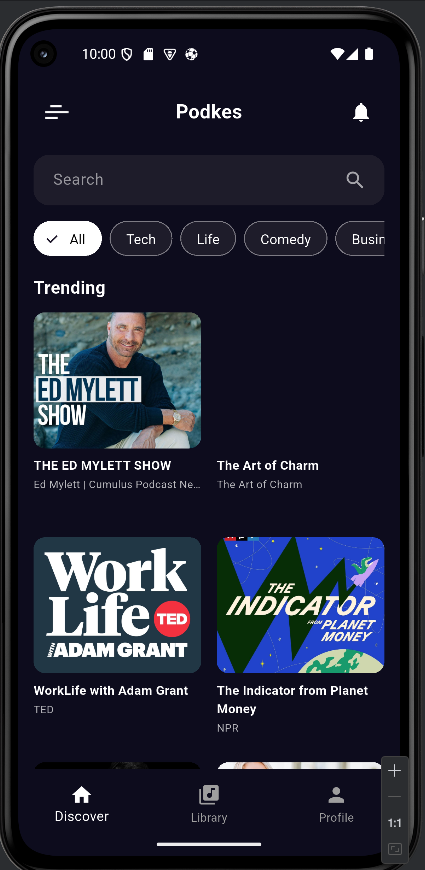 10:00
Podkes
Search
All Tech Life Comedy Busin
Trending
THE
ED MYLETT
SHOW
THE ED MYLETT SHOW
Ed Mylett | Cumulus Podcast Ne...
The Art of Charm
The Art of Charm
Work
Life
TED
WITH ADAM GRANT
WorkLife with Adam Grant
TED
THE
INDICATOR
FROM PLANET
MONEY
The Indicator from Planet
Money
NPR
Discover Library Profile
1:1